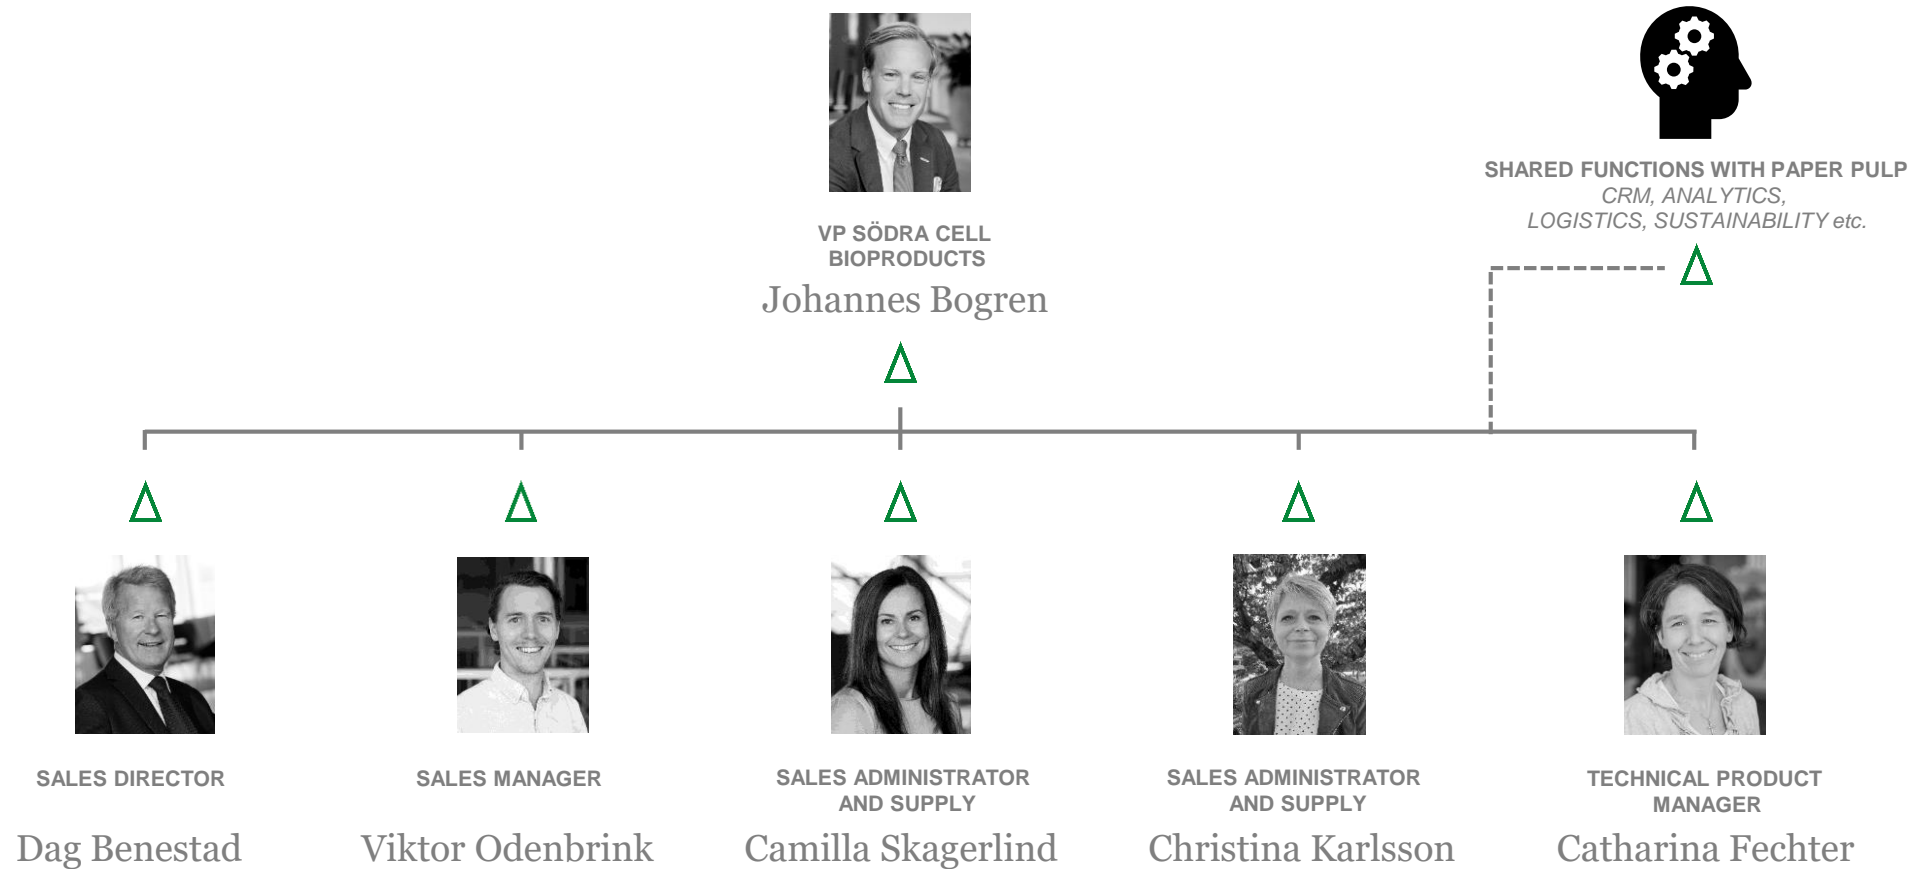 SHARED FUNCTIONS WITH PAPER PULP
CRM, ANALYTICS,
LOGISTICS, SUSTAINABILITY etc.
VP SÖDRA CELL
BIOPRODUCTS
Johannes Bogren
SALES DIRECTOR
Dag Benestad
SALES MANAGER
Viktor Odenbrink
SALES ADMINISTRATOR
AND SUPPLY
Camilla Skagerlind
SALES ADMINISTRATOR
AND SUPPLY
Christina Karlsson
TECHNICAL PRODUCT
MANAGER
Catharina Fechter